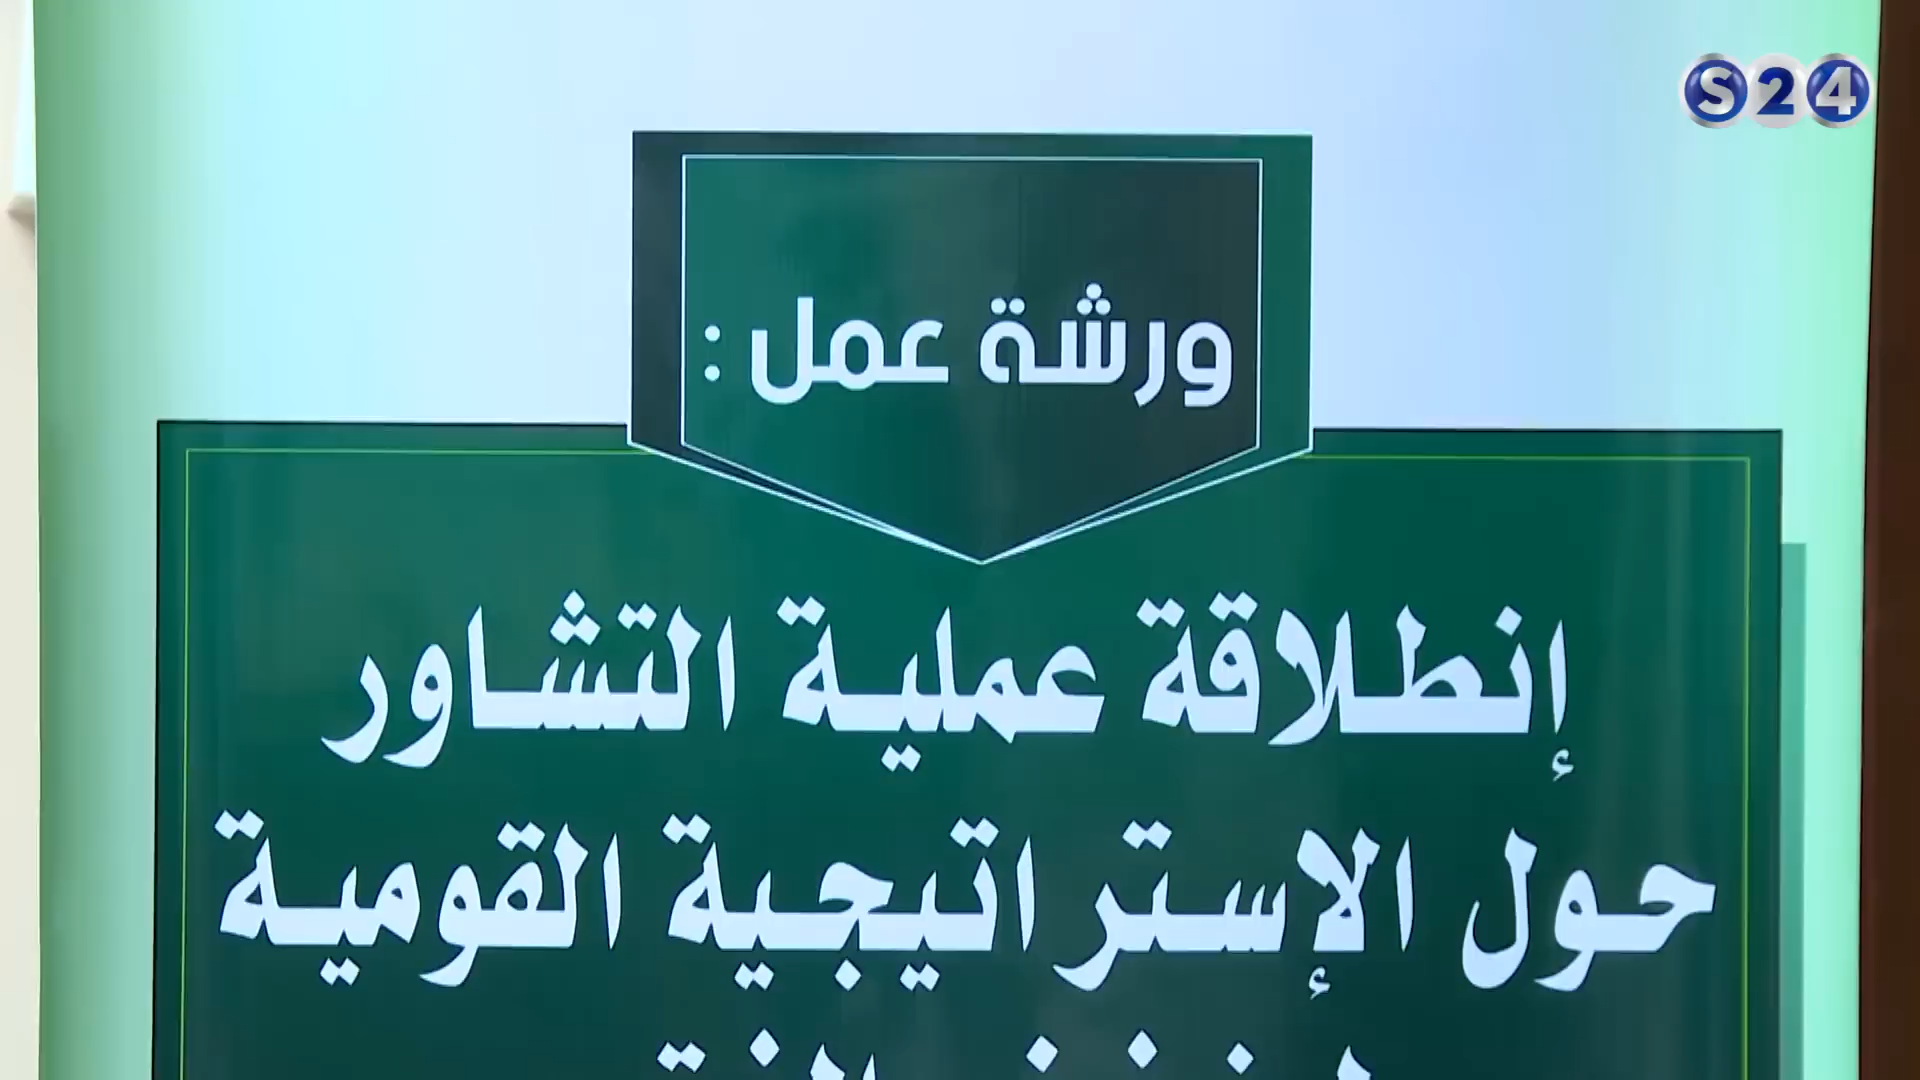 S24
ورشة عمل :
إنطلاقة عملية التشاور
حول الإستراتيجية القومية